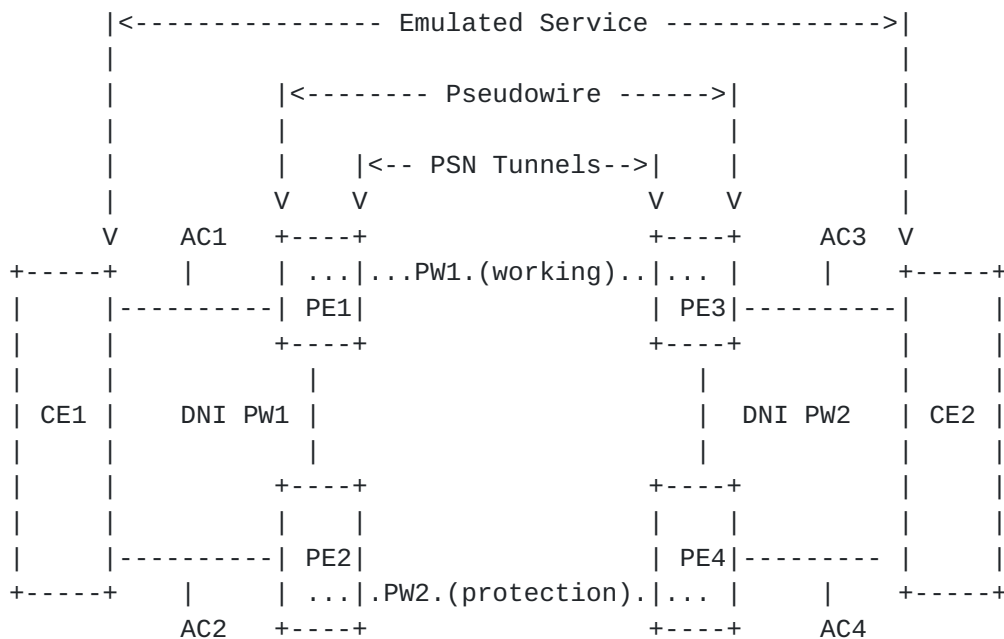 |<---------------- Emulated Service -------------->|
|                                                  |
|          |<-------- Pseudowire ------>|          |
|          |                            |          |
|          |    |<-- PSN Tunnels-->|    |          |
|          V    V                  V    V          |
V    AC1   +----+                  +----+     AC3  V
+-----+    |     | ...|...PW1.(working)..|... |     |    +-----+
|     |----------| PE1|                  | PE3|----------|     |
|     |          +----+                  +----+          |     |
|     |            |                        |            |     |
| CE1 |    DNI PW1 |                        |  DNI PW2   | CE2 |
|     |            |                        |            |     |
|     |          +----+                  +----+          |     |
|     |          |    |                  |    |          |     |
|     |----------| PE2|                  | PE4|--------- |     |
+-----+    |     | ...|.PW2.(protection).|... |     |    +-----+
AC2   +----+                  +----+     AC4